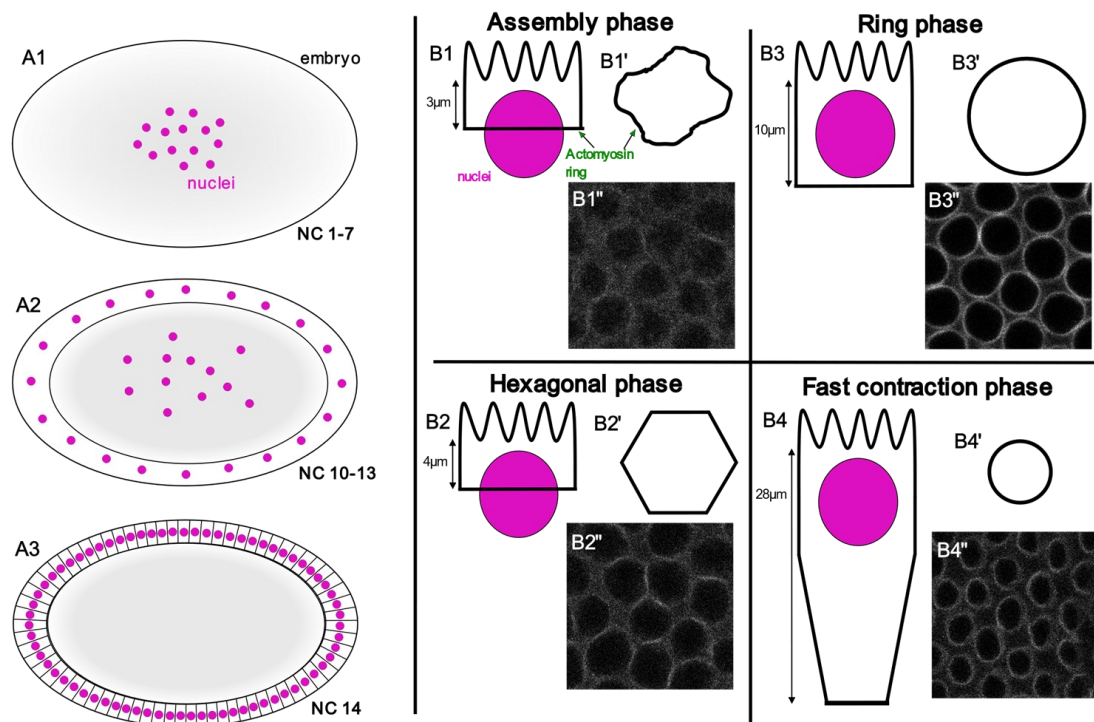 A1
embryo
nuclei
NC 1-7
A2
NC 10-13
A3
NC 14
Assembly phase
B1
B1'
3µm
Actomyosin
ring
nuclei
B1"
Ring phase
B3
B3'
10µm
B3"
Hexagonal phase
B2
B2'
4µm
B2"
Fast contraction phase
B4
B4'
28µm
B4"